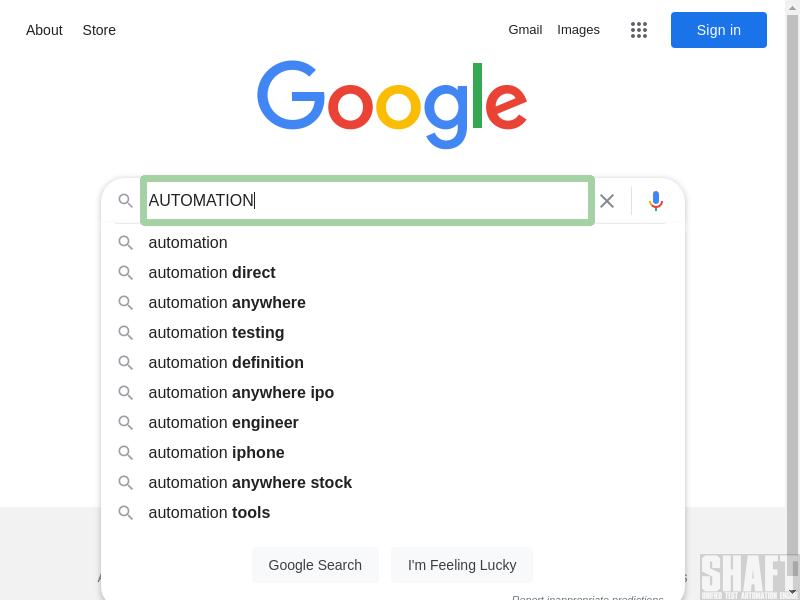 About Store Gmail Images Sign in
Google
AUTOMATION
automation
automation direct
automation anywhere
automation testing
automation definition
automation anywhere ipo
automation engineer
automation iphone
automation anywhere stock
automation tools
Google Search I'm Feeling Lucky
Report inappropriate predictions
SHAFT